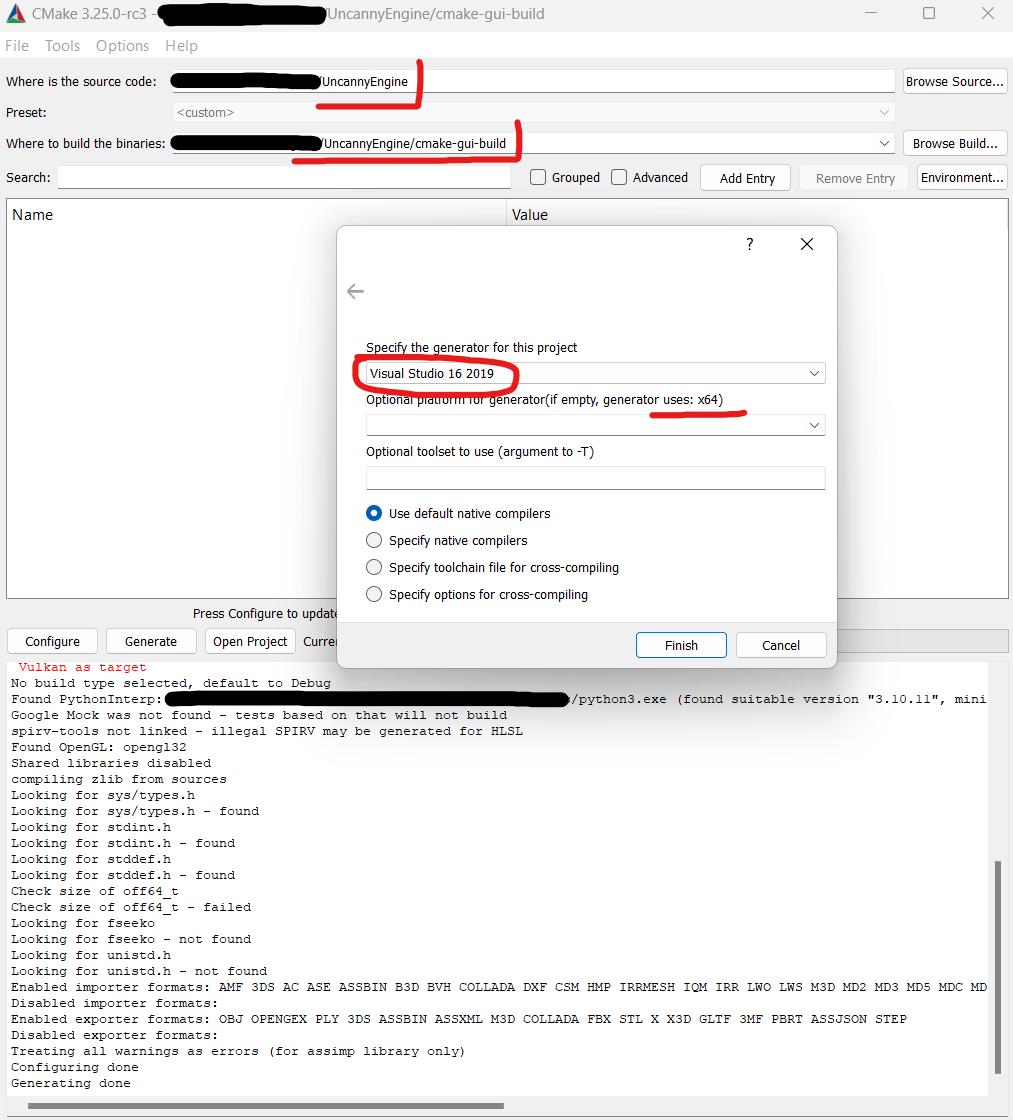 CMake 3.25.0-rc3 - /UncannyEngine/cmake-gui-build
File Tools Options Help
Where is the source code: /UncannyEngine Browse Source...
Preset: <custom>
Where to build the binaries: /UncannyEngine/cmake-gui-build Browse Build...
Search: Grouped Advanced Add Entry Remove Entry Environment...
Name Value
?
Specify the generator for this project
Visual Studio 16 2019
Optional platform for generator(if empty, generator uses: x64)
Optional toolset to use (argument to -T)
Use default native compilers
Specify native compilers
Specify toolchain file for cross-compiling
Specify options for cross-compiling
Finish Cancel
Press Configure to update
Configure Generate Open Project
Vulkan as target
No build type selected, default to Debug
Found PythonInterp: /python3.exe (found suitable version "3.10.11", mini
Google Mock was not found - tests based on that will not build
spirv-tools not linked - illegal SPIRV may be generated for HLSL
Found OpenGL: opengl32
Shared libraries disabled
compiling zlib from sources
Looking for sys/types.h
Looking for sys/types.h - found
Looking for stdint.h
Looking for stdint.h - found
Looking for stddef.h
Looking for stddef.h - found
Check size of off64_t
Check size of off64_t - failed
Looking for fseeko
Looking for fseeko - not found
Looking for unistd.h
Looking for unistd.h - not found
Enabled importer formats: AMF 3DS AC ASE ASSBIN B3D BVH COLLADA DXF CSM HMP IRRMESH IQM IRR LWO LWS M3D MD2 MD3 MD5 MDC MD
Disabled importer formats:
Enabled exporter formats: OBJ OPENGEX PLY 3DS ASSBIN ASSXML M3D COLLADA FBX STL X X3D GLTF 3MF PBRT ASSJSON STEP
Disabled exporter formats:
Treating all warnings as errors (for assimp library only)
Configuring done
Generating done